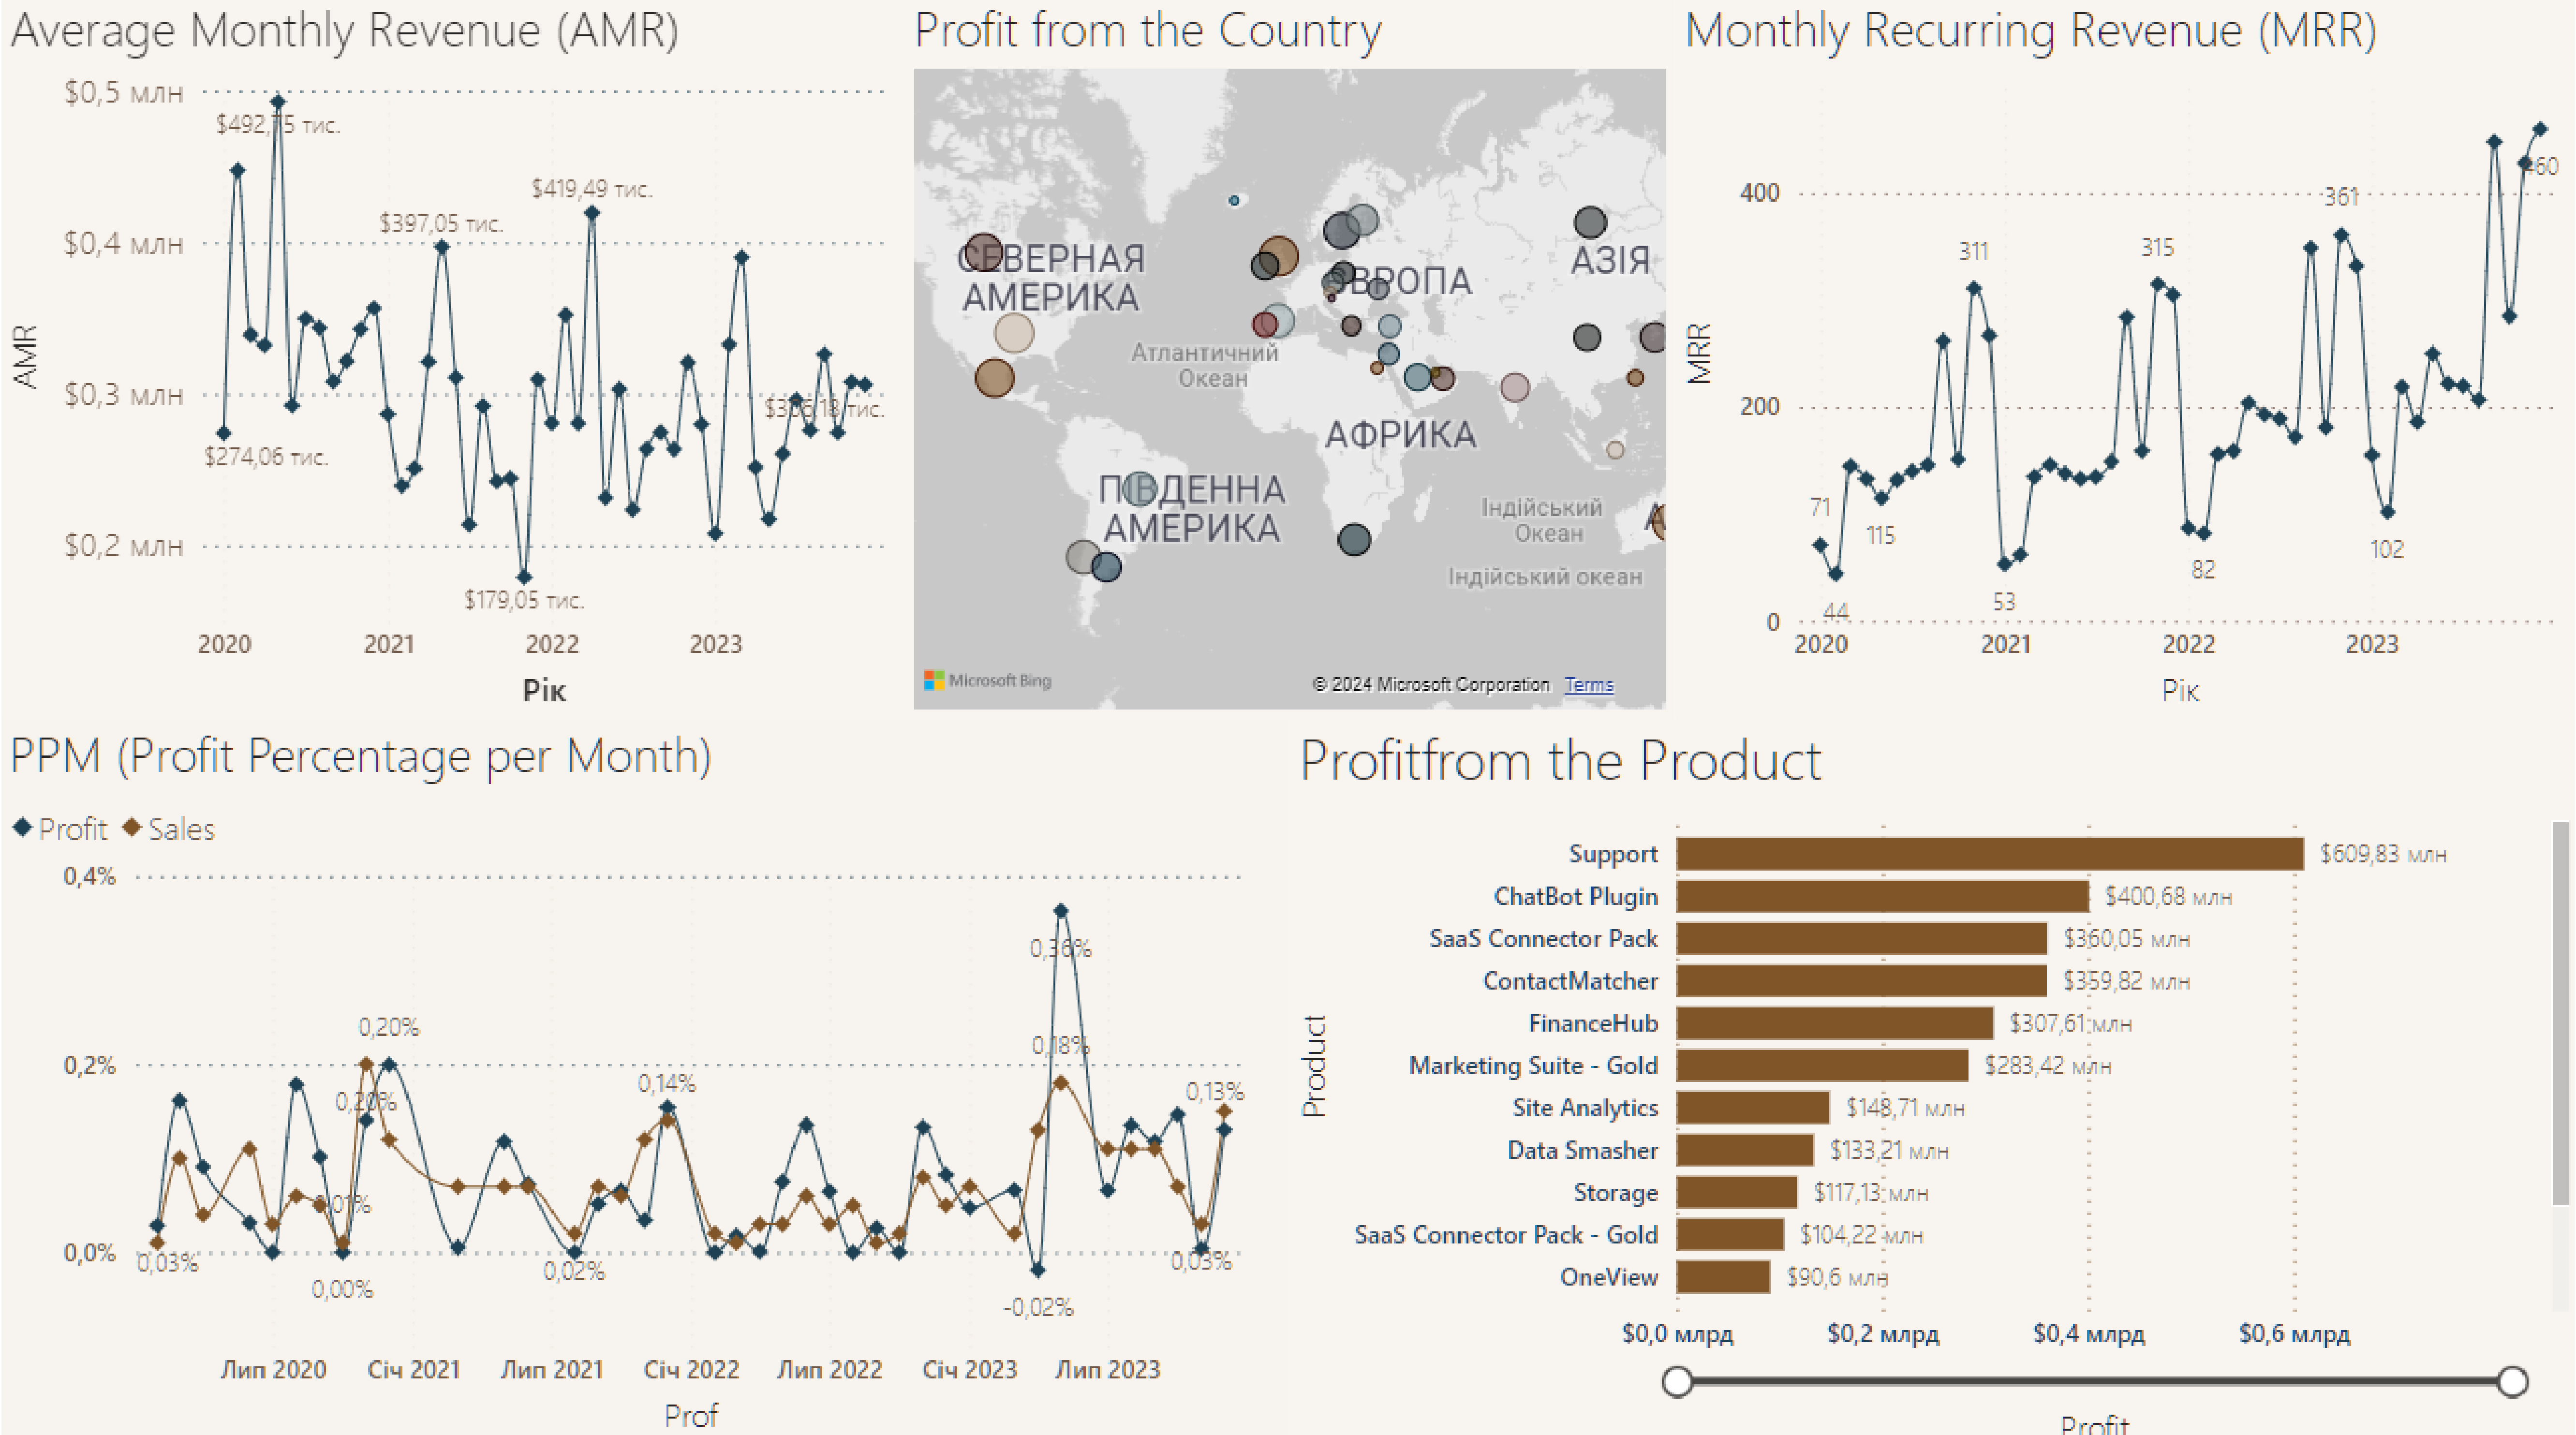 Average Monthly Revenue (AMR)
AMR
$0,5 млн
$0,4 млн
$0,3 млн
$0,2 млн
$492,75 тис.
$274,06 тис.
$397,05 тис.
$419,49 тис.
$179,05 тис.
2020
2021
2022
2023
Рік
Profit from the Country
СЕВЕРНАЯ
АМЕРИКА
ЄВРОПА
АЗІЯ
Атлантичний
Океан
АФРИКА
ПІВДЕННА
АМЕРИКА
Індійський
Океан
Індійський океан
Microsoft Bing
© 2024 Microsoft Corporation Terms
Monthly Recurring Revenue (MRR)
MRR
400
200
0
71
44
115
311
53
315
82
361
102
460
2020
2021
2022
2023
Рік
PPM (Profit Percentage per Month)
Profit
Sales
0,4%
0,2%
0,0%
0,03%
0,00%
0,01%
0,20%
0,20%
0,02%
0,14%
0,36%
0,18%
-0,02%
0,13%
0,03%
Лип 2020
Січ 2021
Лип 2021
Січ 2022
Лип 2022
Січ 2023
Лип 2023
Prof
Profitfrom the Product
Product
Support $609,83 млн
ChatBot Plugin $400,68 млн
SaaS Connector Pack $360,05 млн
ContactMatcher $359,82 млн
FinanceHub $307,61 млн
Marketing Suite - Gold $283,42 млн
Site Analytics $148,71 млн
Data Smasher $133,21 млн
Storage $117,13 млн
SaaS Connector Pack - Gold $104,22 млн
OneView $90,6 млн
$0,0 млрд
$0,2 млрд
$0,4 млрд
$0,6 млрд
Profit